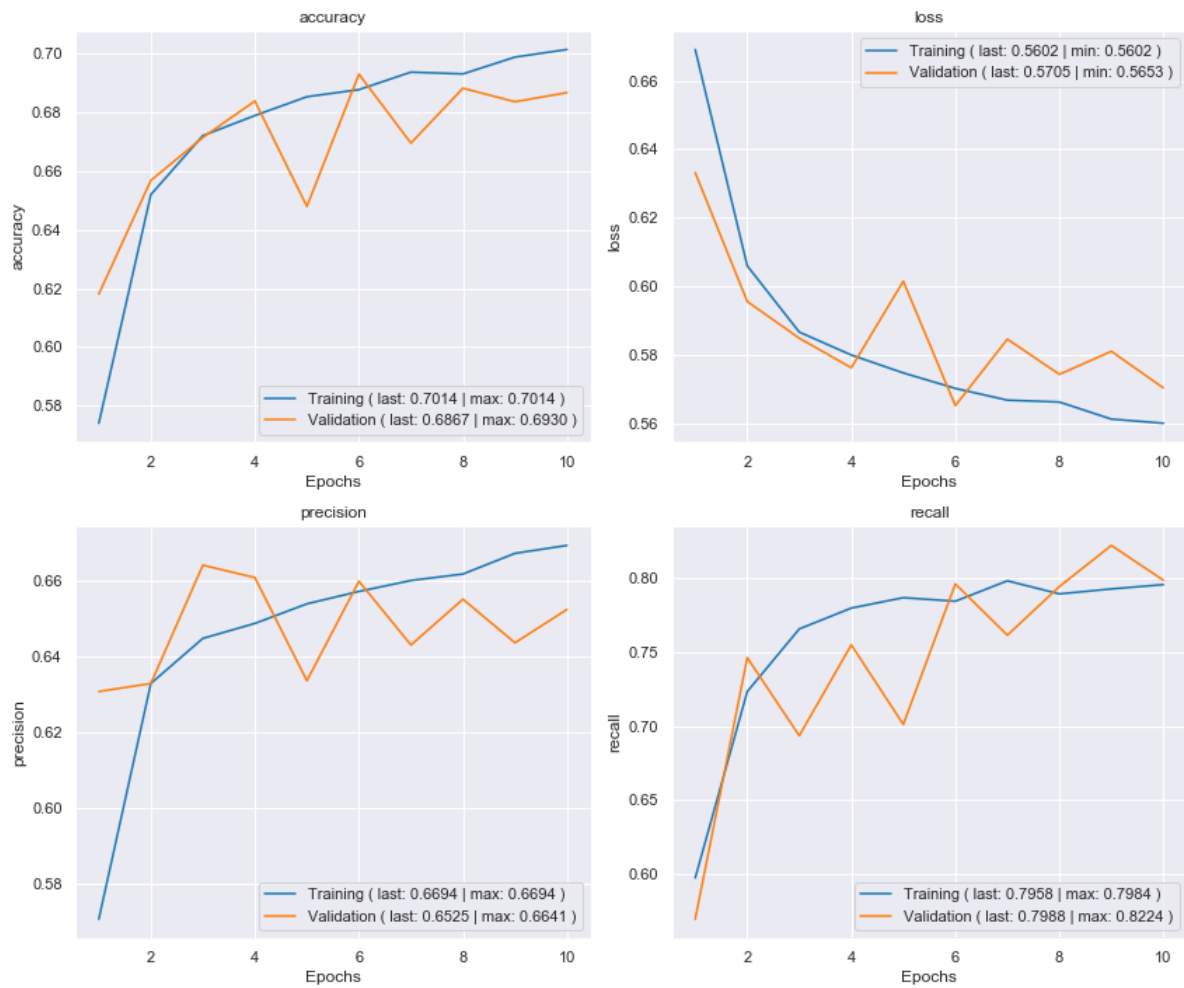 accuracy
0.70
0.68
0.66
0.64
0.62
0.60
0.58
accuracy
2 4 6 8 10
Epochs
Training ( last: 0.7014 | max: 0.7014 )
Validation ( last: 0.6867 | max: 0.6930 )
loss
0.66
0.64
0.62
0.60
0.58
0.56
loss
2 4 6 8 10
Epochs
Training ( last: 0.5602 | min: 0.5602 )
Validation ( last: 0.5705 | min: 0.5653 )
precision
0.66
0.64
0.62
0.60
0.58
precision
2 4 6 8 10
Epochs
Training ( last: 0.6694 | max: 0.6694 )
Validation ( last: 0.6525 | max: 0.6641 )
recall
0.80
0.75
0.70
0.65
0.60
recall
2 4 6 8 10
Epochs
Training ( last: 0.7958 | max: 0.7984 )
Validation ( last: 0.7988 | max: 0.8224 )